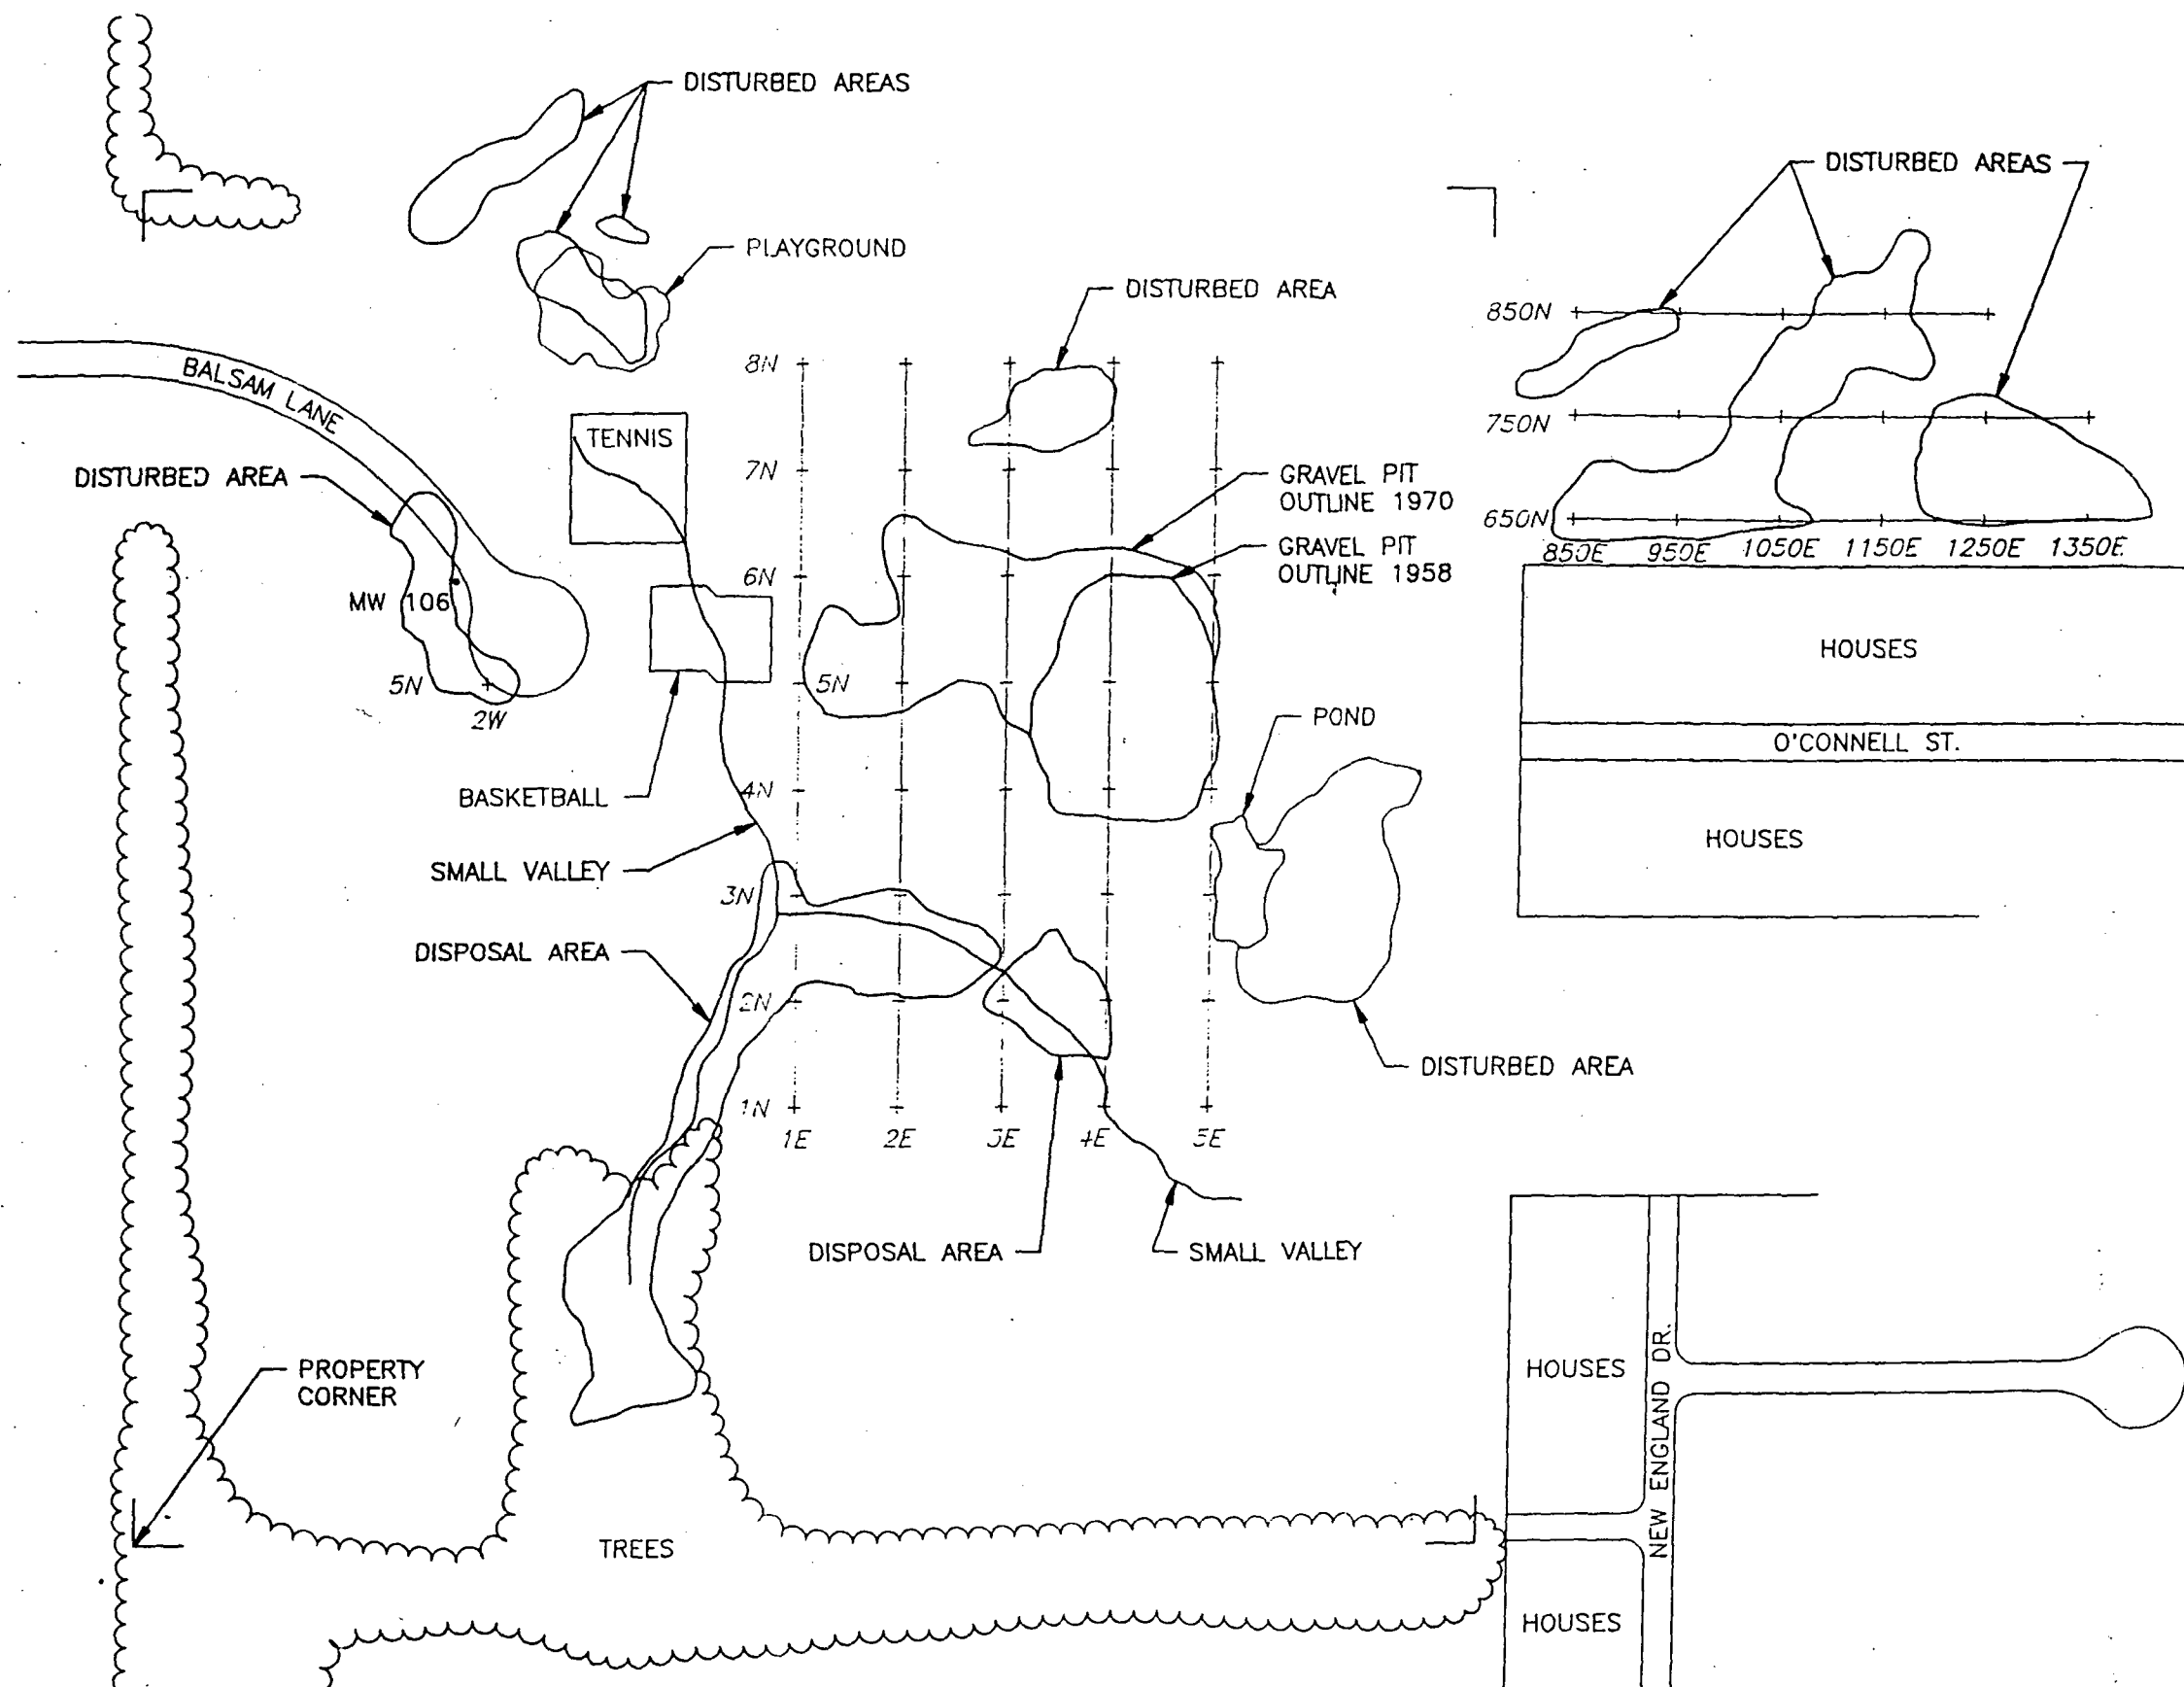 DISTURBED AREAS
DISTURBED AREAS
PLAYGROUND
DISTURBED AREA
850N
BALSAM LANE
8N
750N
TENNIS
DISTURBED AREA
7N
GRAVEL PIT
OUTLINE 1970
650N
850E 950E 1050E 1150E 1250E 1350E
GRAVEL PIT
OUTLINE 1958
6N
MW 106
HOUSES
5N
5N
2W
POND
O'CONNELL ST.
BASKETBALL
4N
HOUSES
SMALL VALLEY
3N
DISPOSAL AREA
2N
DISTURBED AREA
1N
1E 2E 3E 4E 5E
DISPOSAL AREA
SMALL VALLEY
PROPERTY
CORNER
HOUSES
NEW ENGLAND DR.
TREES
HOUSES